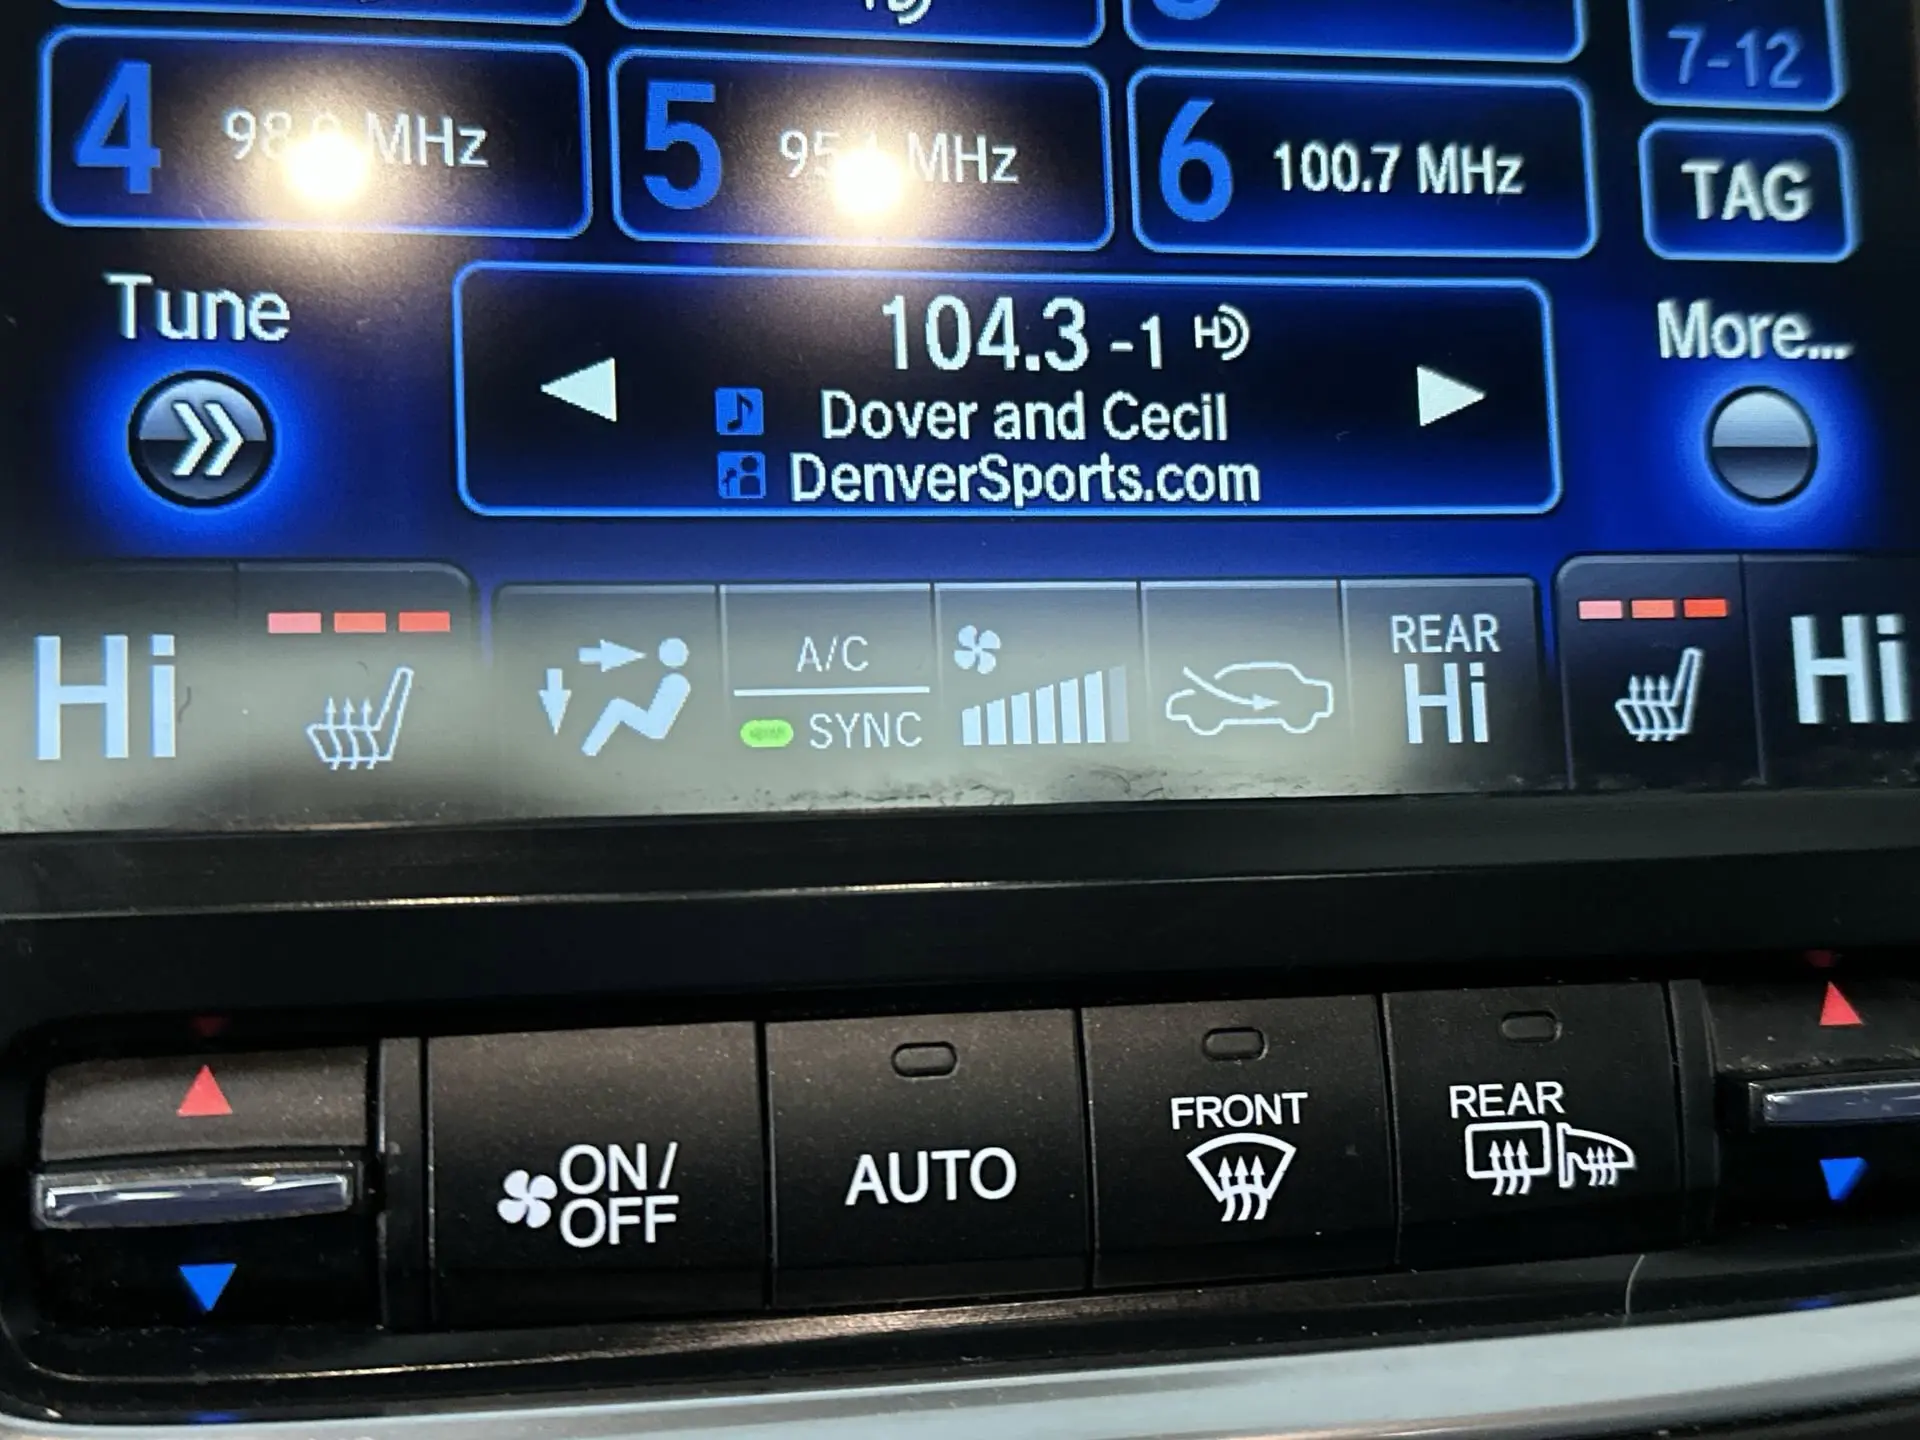 7-12
4
MHz
5
MHz
6 100.7 MHz
TAG
Tune
104.3-1 HD
More...
Dover and Cecil
DenverSports.com
Hi
A/C
SYNC
REAR
Hi
Hi
ON/
OFF
AUTO
FRONT
REAR